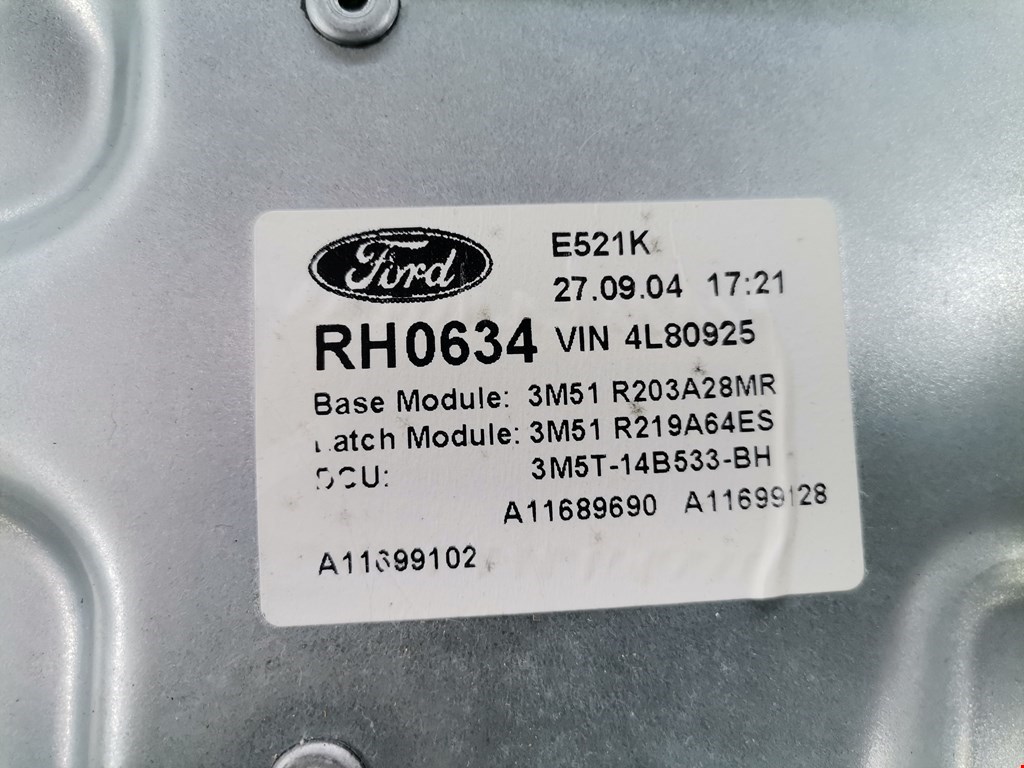 Ford
E521K
27.09.04 17:21
RH0634 VIN 4L80925
Base Module: 3M51 R203A28MR
Latch Module: 3M51 R219A64ES
DCU: 3M5T-14B533-BH
A11689690 A11699128
A11699102